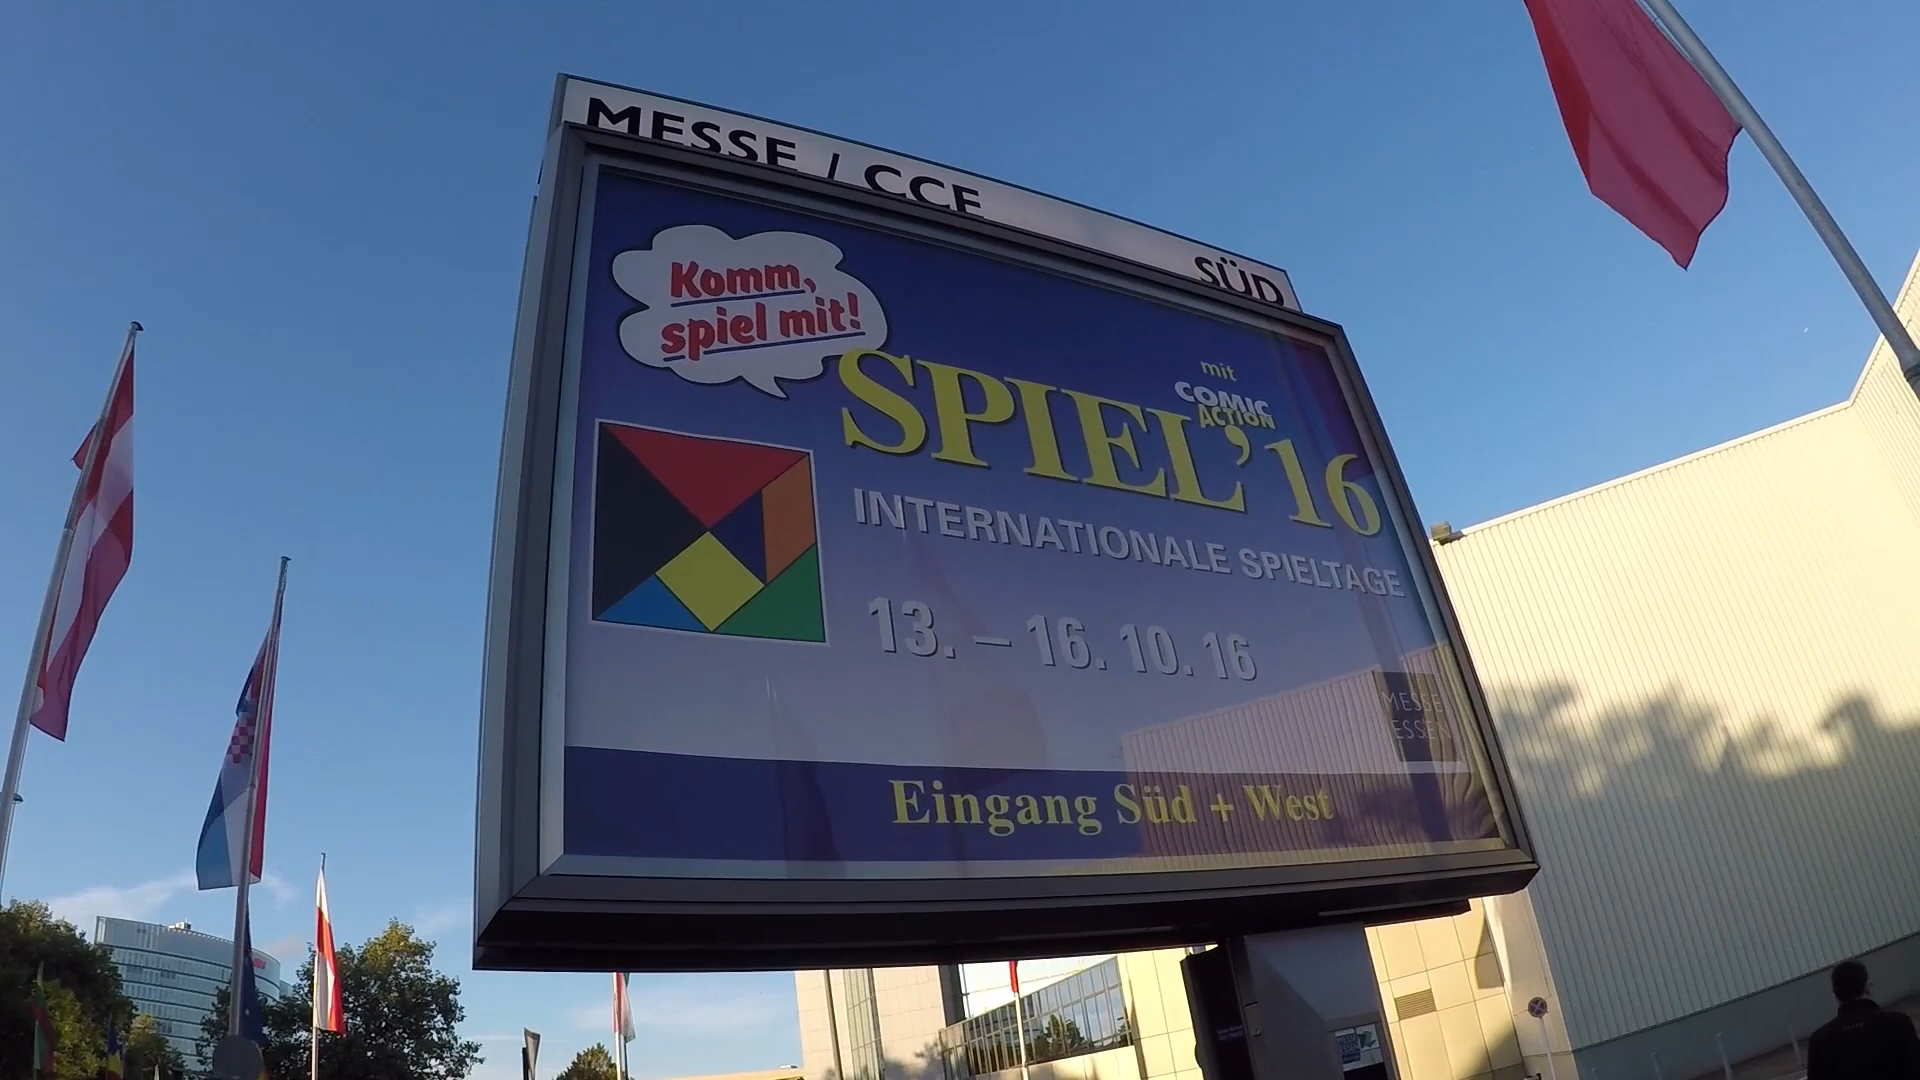 MESSE / CCE
SÜD
Komm,
spiel mit!
mit
COMIC
ACTION
SPIEL'16
INTERNATIONALE SPIELTAGE
13. – 16. 10. 16
MESSE
ESSEN
Eingang Süd + West